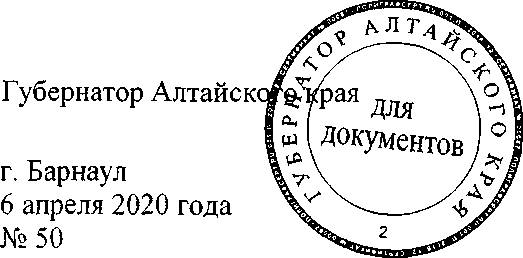 Губернатор Алтайского края
г. Барнаул
6 апреля 2020 года
№ 50
ГУБЕРНАТОР АЛТАЙСКОГО КРАЯ
для
документов
2